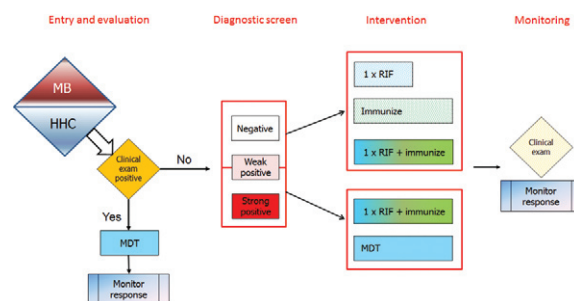 Entry and evaluation
Diagnostic screen
Intervention
Monitoring
MB
HHC
Clinical
exam
positive
No
Yes
MDT
Monitor
response
Negative
Weak
positive
Strong
positive
1 x RIF
Immunize
1 x RIF + immunize
1 x RIF + immunize
MDT
Clinical
exam
Monitor
response